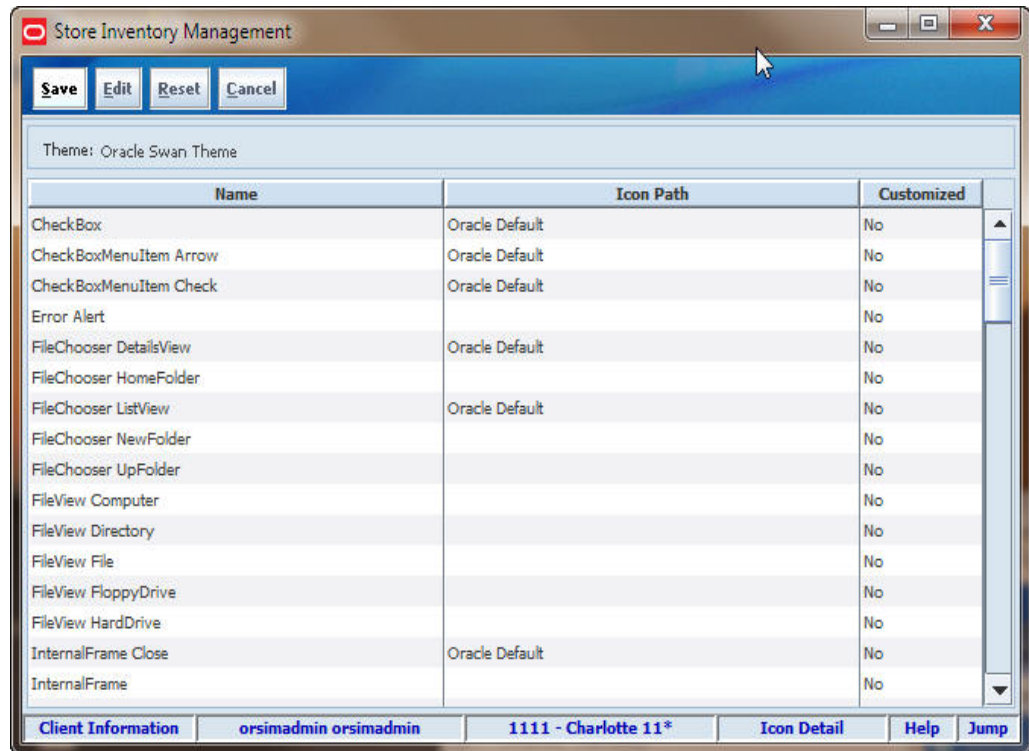 Store Inventory Management
Save Edit Reset Cancel
Theme: Oracle Swan Theme
Name Icon Path Customized
CheckBox Oracle Default No
CheckBoxMenuItem Arrow Oracle Default No
CheckBoxMenuItem Check Oracle Default No
Error Alert No
FileChooser DetailsView Oracle Default No
FileChooser HomeFolder No
FileChooser ListView Oracle Default No
FileChooser NewFolder No
FileChooser UpFolder No
FileView Computer No
FileView Directory No
FileView File No
FileView FloppyDrive No
FileView HardDrive No
InternalFrame Close Oracle Default No
InternalFrame No
Client Information orsimadmin orsimadmin 1111 - Charlotte 11* Icon Detail Help Jump